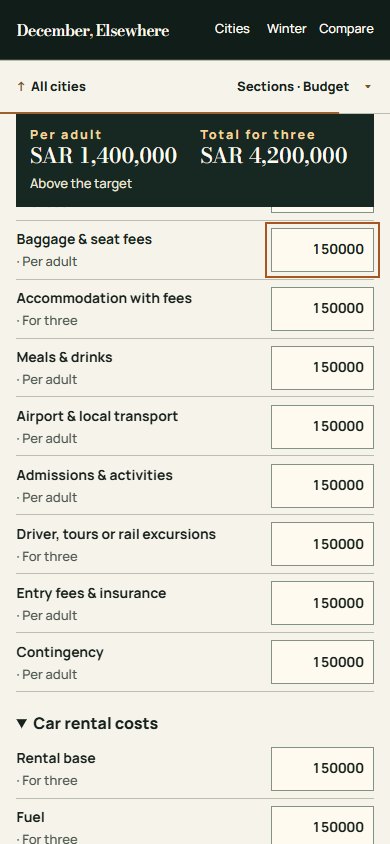 December, Elsewhere
Cities Winter Compare
↑ All cities
Sections · Budget
Per adult Total for three
SAR 1,400,000 SAR 4,200,000
Above the target
Baggage & seat fees 150000
· Per adult
Accommodation with fees 150000
· For three
Meals & drinks 150000
· Per adult
Airport & local transport 150000
· Per adult
Admissions & activities 150000
· Per adult
Driver, tours or rail excursions 150000
· For three
Entry fees & insurance 150000
· Per adult
Contingency 150000
· Per adult
▼ Car rental costs
Rental base 150000
· For three
Fuel 150000
· For three